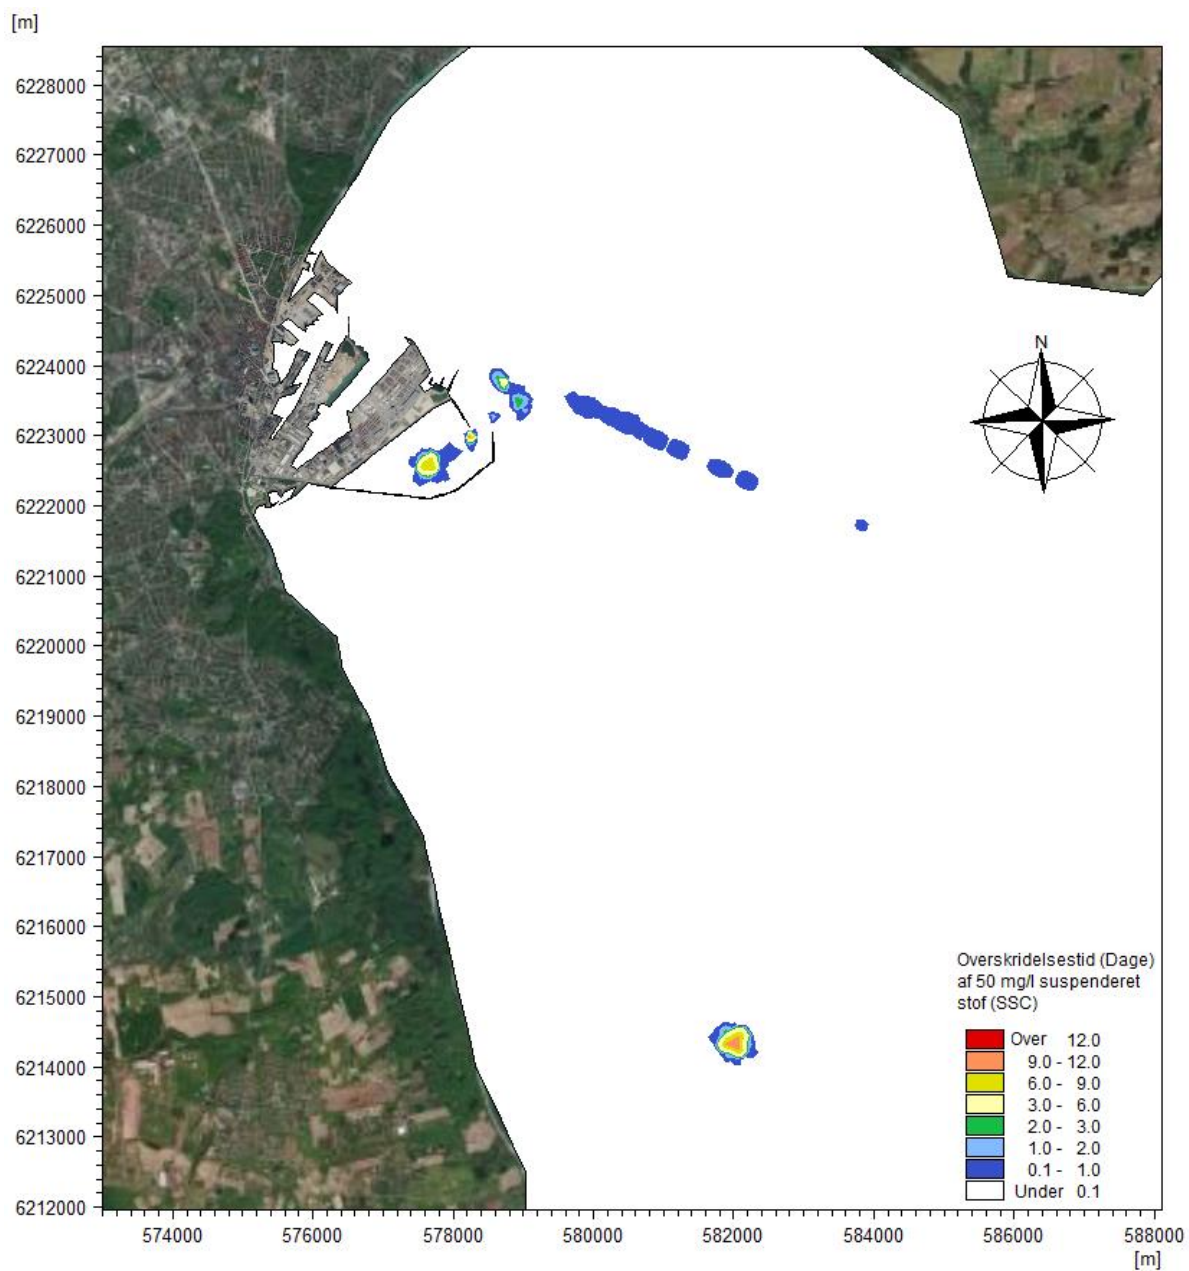 [m]
6228000
6227000
6226000
6225000
6224000
6223000
6222000
6221000
6220000
6219000
6218000
6217000
6216000
6215000
6214000
6213000
6212000
N
Overskridelsestid (Dage)
af 50 mg/l suspenderet
stof (SSC)
Over 12.0
9.0 - 12.0
6.0 - 9.0
3.0 - 6.0
2.0 - 3.0
1.0 - 2.0
0.1 - 1.0
Under 0.1
574000 576000 578000 580000 582000 584000 586000 588000
[m]